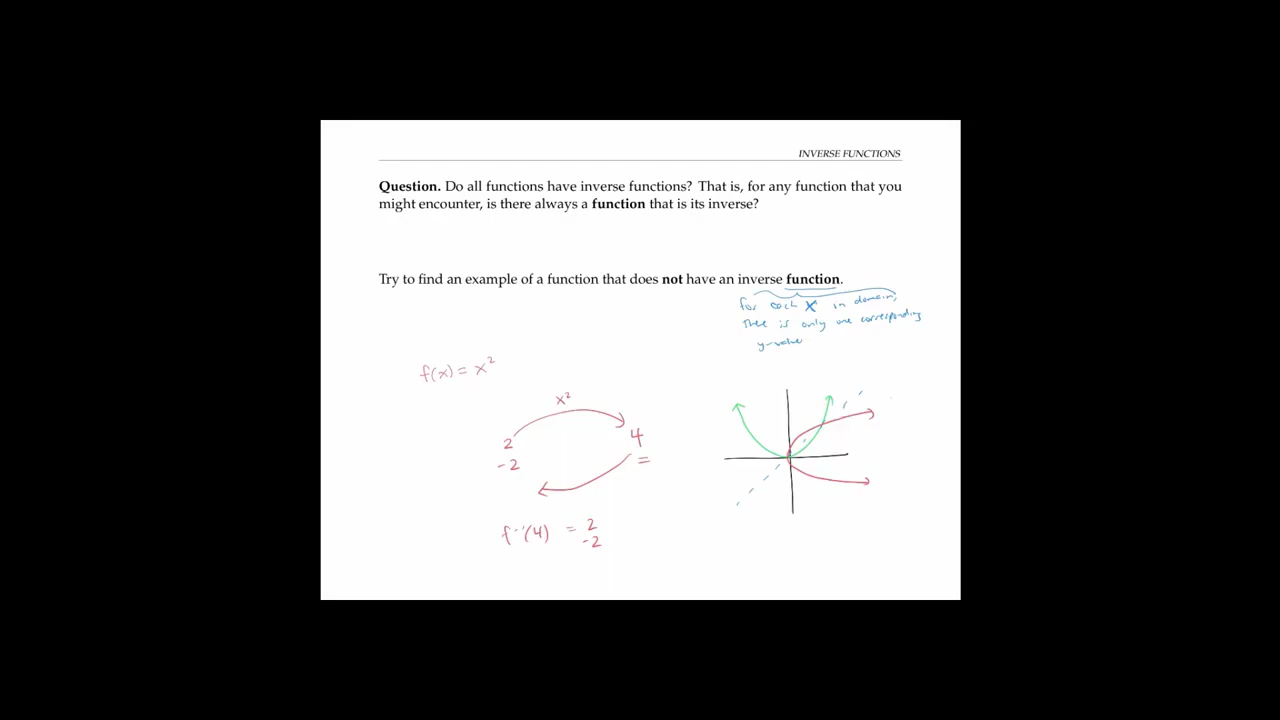 INVERSE FUNCTIONS
Question. Do all functions have inverse functions? That is, for any function that you
might encounter, is there always a function that is its inverse?
Try to find an example of a function that does not have an inverse function.
for each x in domain,
there is only one corresponding
y-value
f(x) = x²
x²
2
4
-2
=
f⁻¹(4) = 2
-2